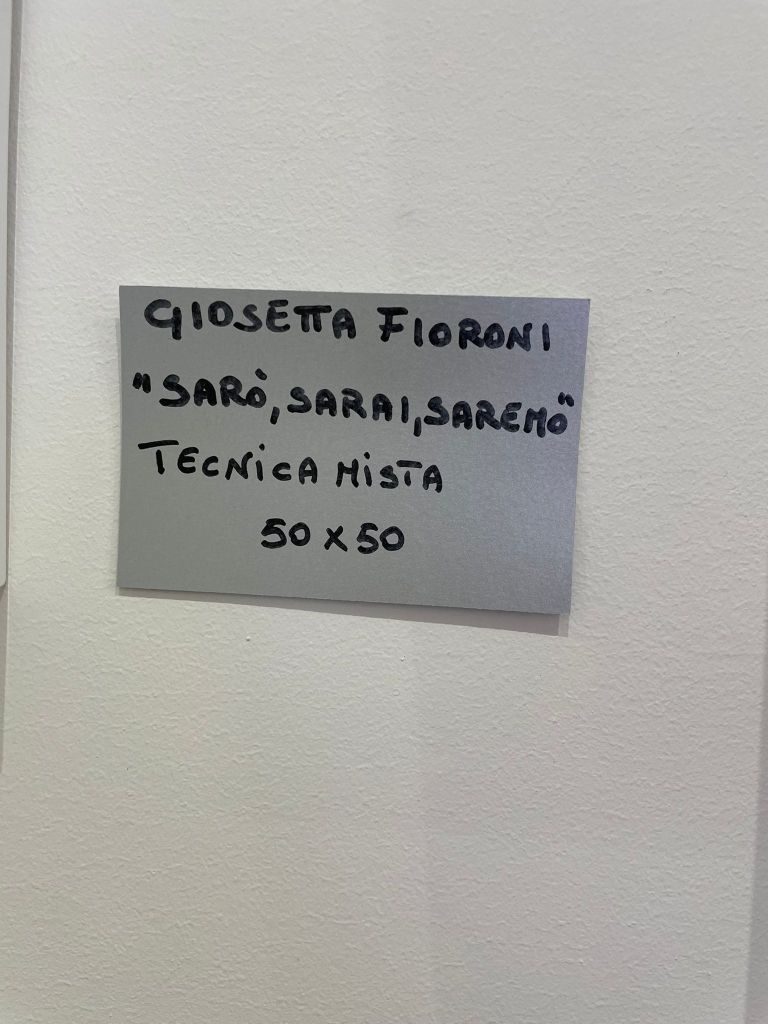 GIOSETTA FIORONI
"SARÒ, SARAI, SAREMO"
TECNICA MISTA
50 x 50